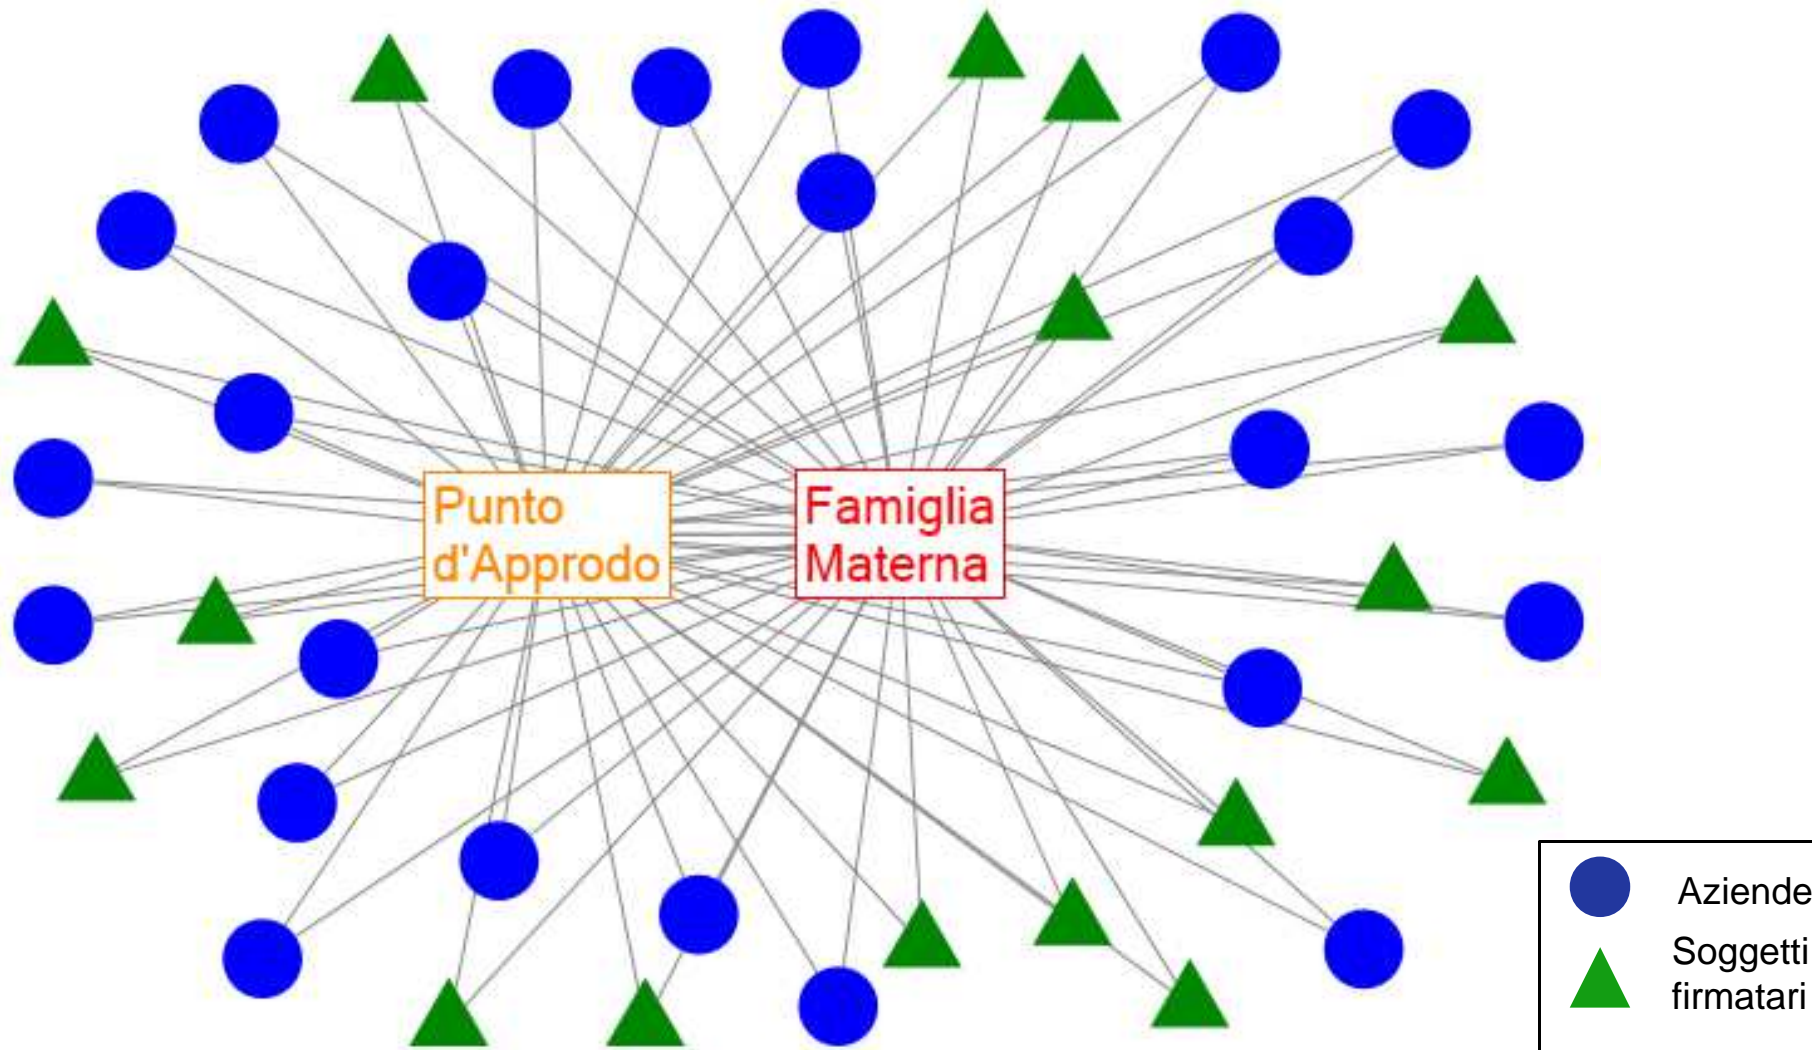 Punto
d'Approdo
Famiglia
Materna
Aziende
Soggetti
firmatari